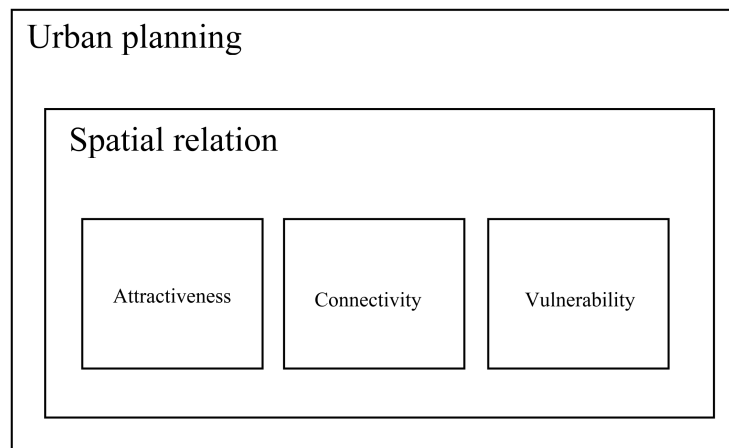 Urban planning
Spatial relation
Attractiveness
Connectivity
Vulnerability